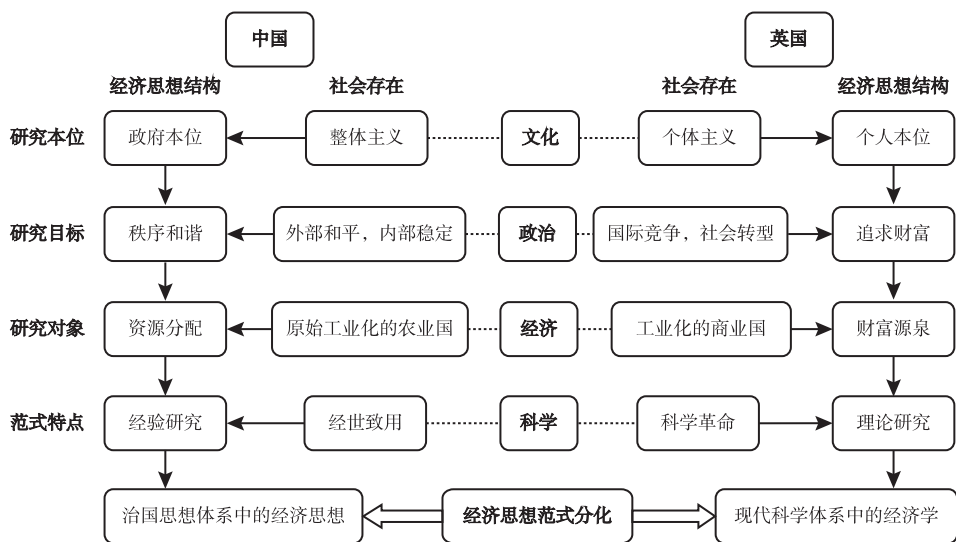 中国 英国
经济思想结构 社会存在 社会存在 经济思想结构
研究本位 政府本位 整体主义 文化 个体主义 个人本位
研究目标 秩序和谐 外部和平，内部稳定 政治 国际竞争，社会转型 追求财富
研究对象 资源分配 原始工业化的农业国 经济 工业化的商业国 财富源泉
范式特点 经验研究 经世致用 科学 科学革命 理论研究
治国思想体系中的经济思想 经济思想范式分化 现代科学体系中的经济学